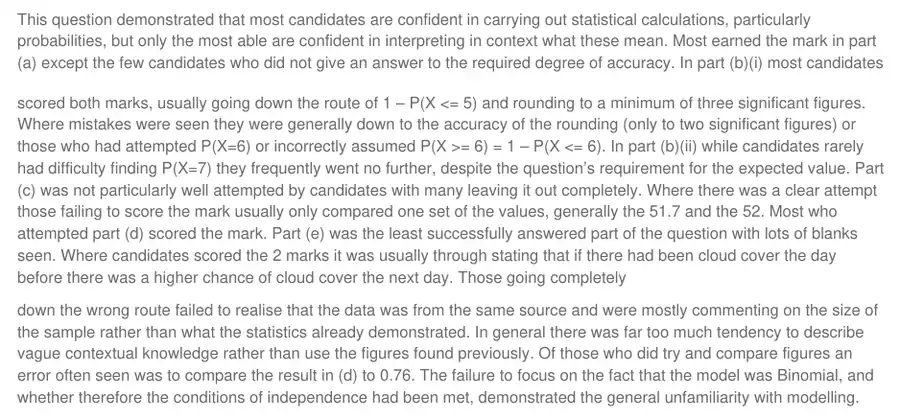 This question demonstrated that most candidates are confident in carrying out statistical calculations, particularly
probabilities, but only the most able are confident in interpreting in context what these mean. Most earned the mark in part
(a) except the few candidates who did not give an answer to the required degree of accuracy. In part (b)(i) most candidates
scored both marks, usually going down the route of 1 – P(X <= 5) and rounding to a minimum of three significant figures.
Where mistakes were seen they were generally down to the accuracy of the rounding (only to two significant figures) or
those who had attempted P(X=6) or incorrectly assumed P(X >= 6) = 1 – P(X <= 6). In part (b)(ii) while candidates rarely
had difficulty finding P(X=7) they frequently went no further, despite the question's requirement for the expected value. Part
(c) was not particularly well attempted by candidates with many leaving it out completely. Where there was a clear attempt
those failing to score the mark usually only compared one set of the values, generally the 51.7 and the 52. Most who
attempted part (d) scored the mark. Part (e) was the least successfully answered part of the question with lots of blanks
seen. Where candidates scored the 2 marks it was usually through stating that if there had been cloud cover the day
before there was a higher chance of cloud cover the next day. Those going completely
down the wrong route failed to realise that the data was from the same source and were mostly commenting on the size of
the sample rather than what the statistics already demonstrated. In general there was far too much tendency to describe
vague contextual knowledge rather than use the figures found previously. Of those who did try and compare figures an
error often seen was to compare the result in (d) to 0.76. The failure to focus on the fact that the model was Binomial, and
whether therefore the conditions of independence had been met, demonstrated the general unfamiliarity with modelling.